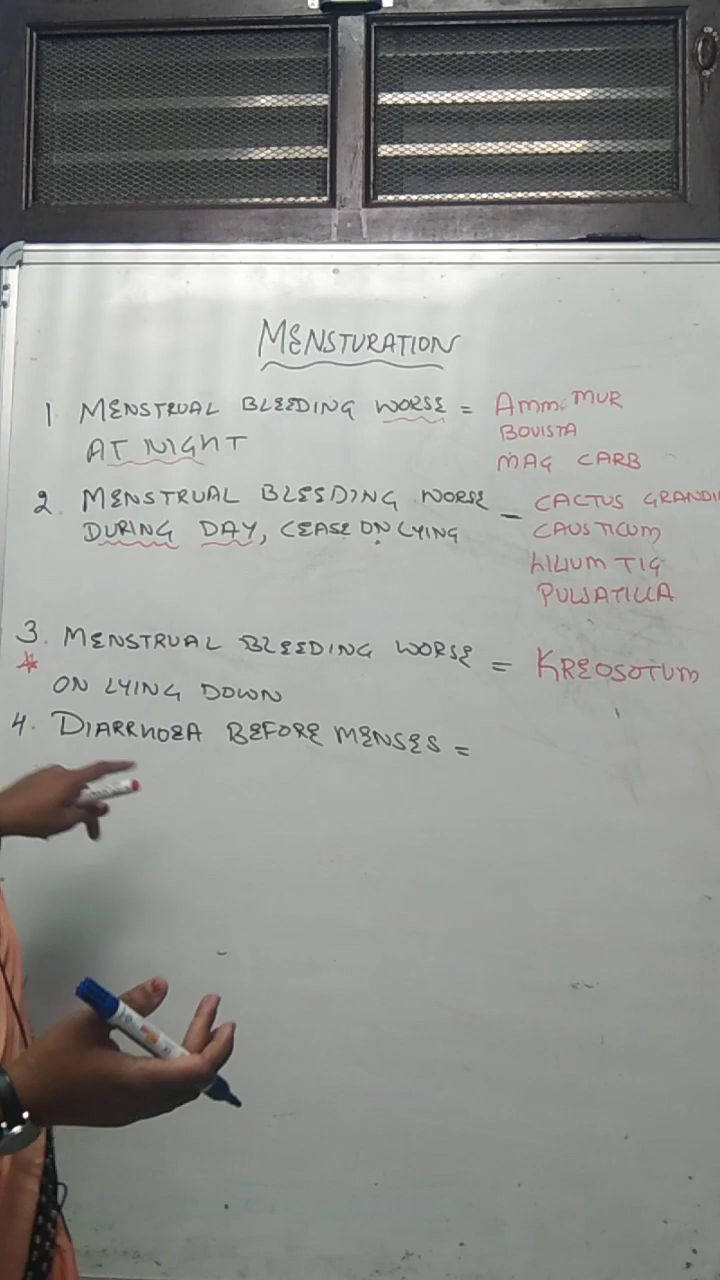 MENSTURATION
1 MENSTRUAL BLEEDING WORSE = AMM. MUR
BOVISTA
AT NIGHT
MAG CARB
2. MENSTRUAL BLEEDING WORSE - CACTUS GRANDI
DURING DAY, CEASE ON LYING CAUSTICUM
LILIUM TIG
PULSATILLA
3. MENSTRUAL BLEEDING WORSE = KREOSOTUM
* ON LYING DOWN
4. DIARRHOEA BEFORE MENSES =